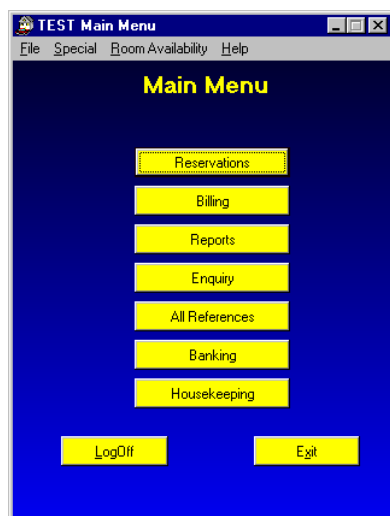 TEST Main Menu
File Special Room Availability Help
Main Menu
Reservations
Billing
Reports
Enquiry
All References
Banking
Housekeeping
LogOff Exit